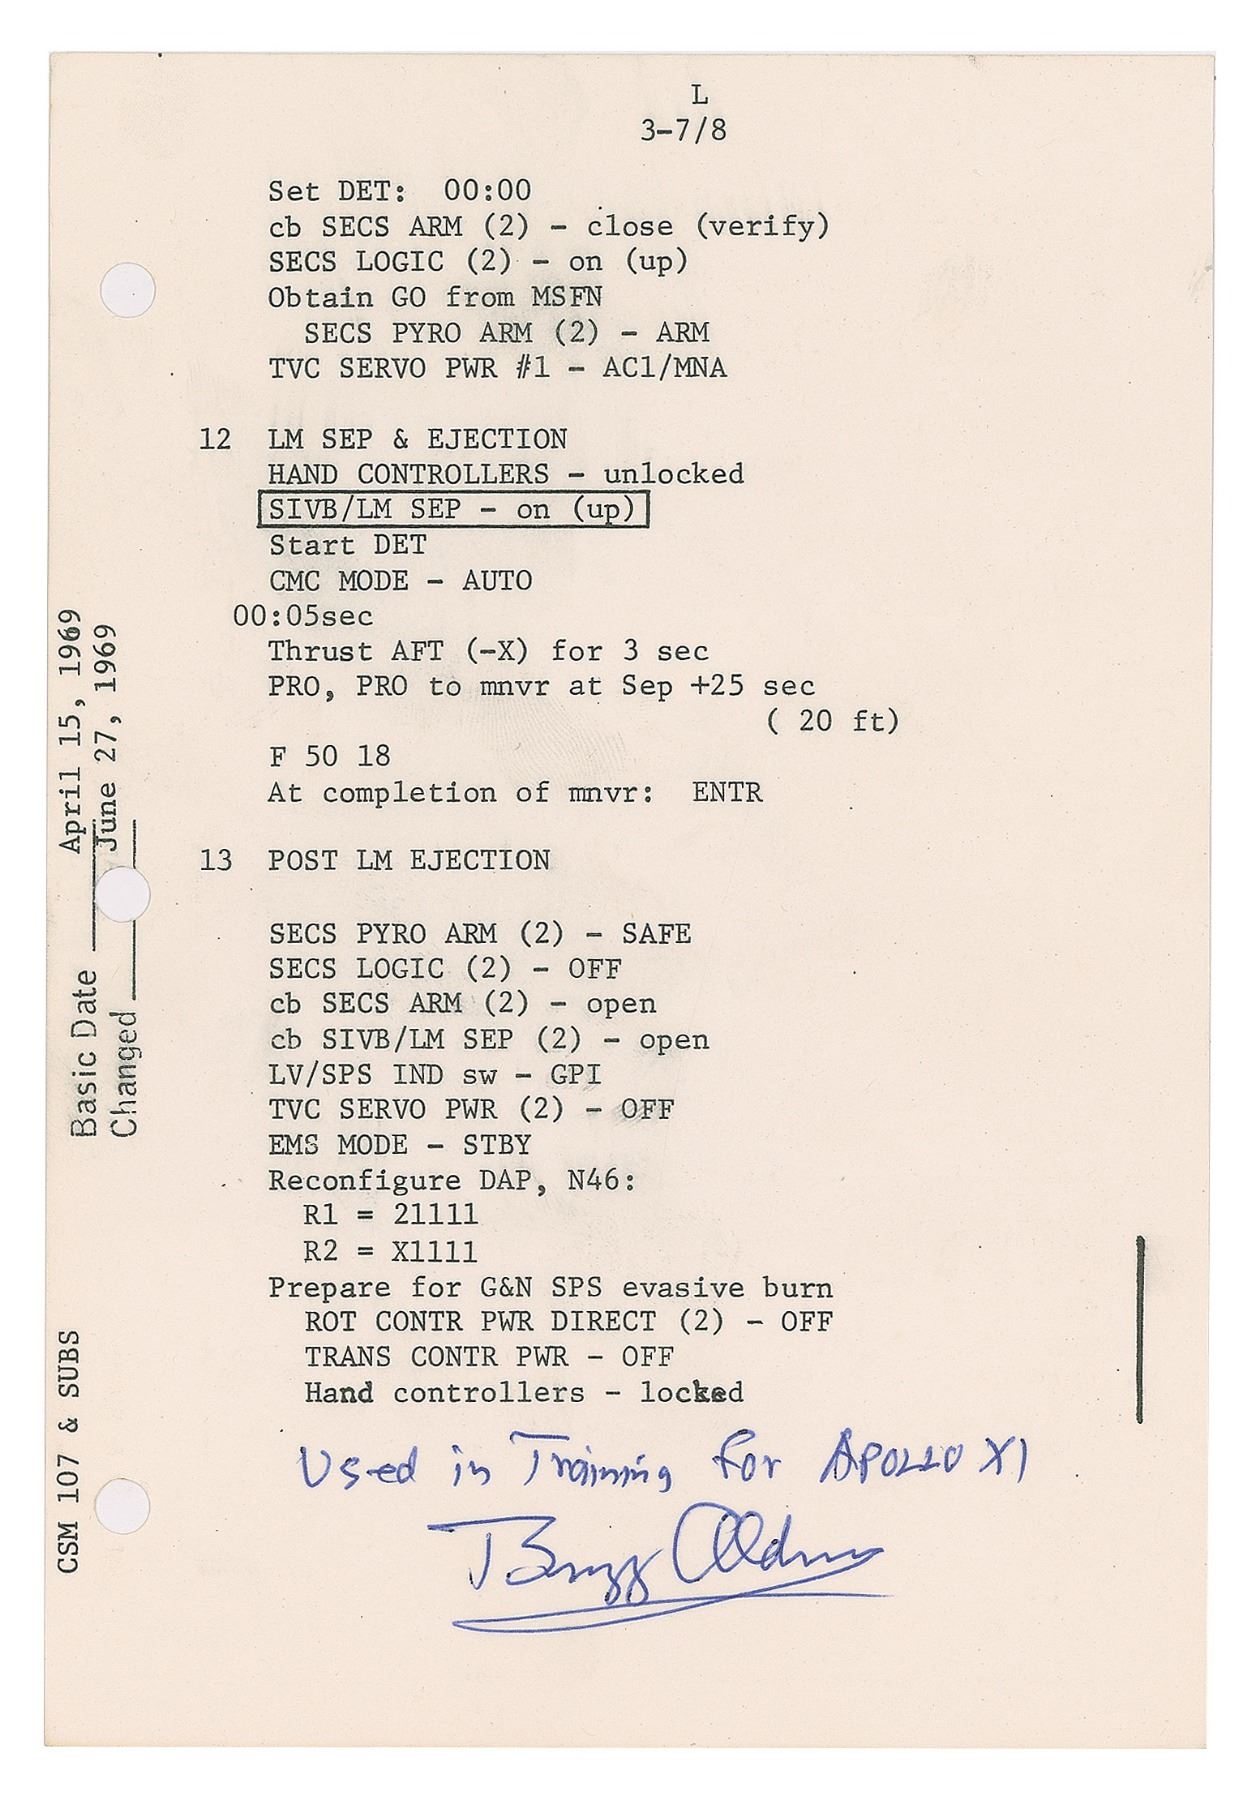 L
3-7/8
Set DET: 00:00
cb SECS ARM (2) - close (verify)
SECS LOGIC (2) - on (up)
Obtain GO from MSFN
SECS PYRO ARM (2) - ARM
TVC SERVO PWR #1 - AC1/MNA
12 LM SEP & EJECTION
HAND CONTROLLERS - unlocked
SIVB/LM SEP - on (up)
Start DET
CMC MODE - AUTO
00:05sec
Thrust AFT (-X) for 3 sec
PRO, PRO to mnvr at Sep +25 sec
( 20 ft)
F 50 18
At completion of mnvr: ENTR
13 POST LM EJECTION
SECS PYRO ARM (2) - SAFE
SECS LOGIC (2) - OFF
cb SECS ARM (2) - open
cb SIVB/LM SEP (2) - open
LV/SPS IND sw - GPI
TVC SERVO PWR (2) - OFF
EMS MODE - STBY
Reconfigure DAP, N46:
R1 = 21111
R2 = X1111
Prepare for G&N SPS evasive burn
ROT CONTR PWR DIRECT (2) - OFF
TRANS CONTR PWR - OFF
Hand controllers - locked
Used in Training for APOLLO XI
Buzz Aldrin
Basic Date April 15, 1969
Changed June 27, 1969
CSM 107 & SUBS